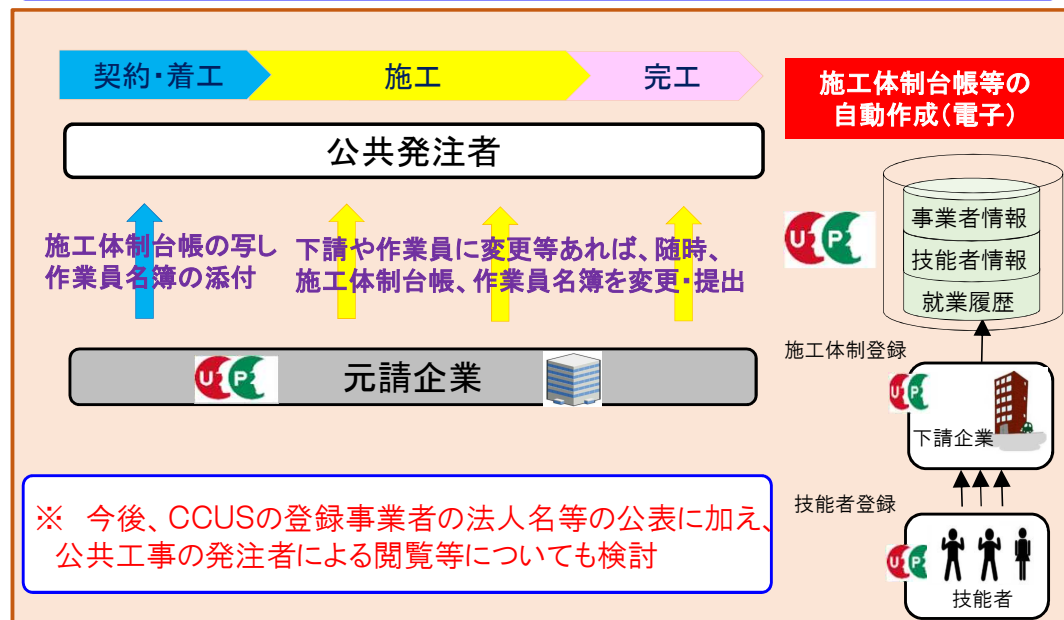 契約・着工
施工
完工
公共発注者
施工体制台帳の写し
作業員名簿の添付
下請や作業員に変更等あれば、随時、
施工体制台帳、作業員名簿を変更・提出
UP
元請企業
※　今後、CCUSの登録事業者の法人名等の公表に加え、
公共工事の発注者による閲覧等についても検討
施工体制台帳等の
自動作成(電子)
UP
事業者情報
技能者情報
就業履歴
施工体制登録
UP
下請企業
技能者登録
UP
技能者